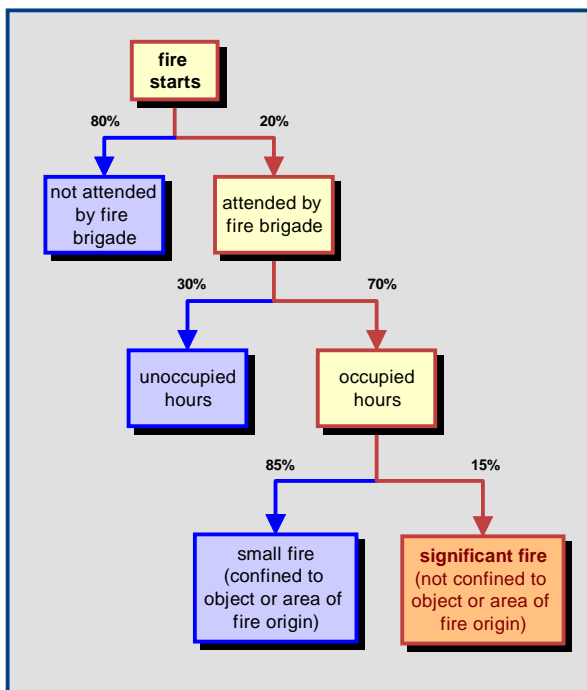 fire
starts
80%
20%
not attended
by fire
brigade
attended by
fire brigade
30%
70%
unoccupied
hours
occupied
hours
85%
15%
small fire
(confined to
object or area of
fire origin)
significant fire
(not confined to
object or area of
fire origin)